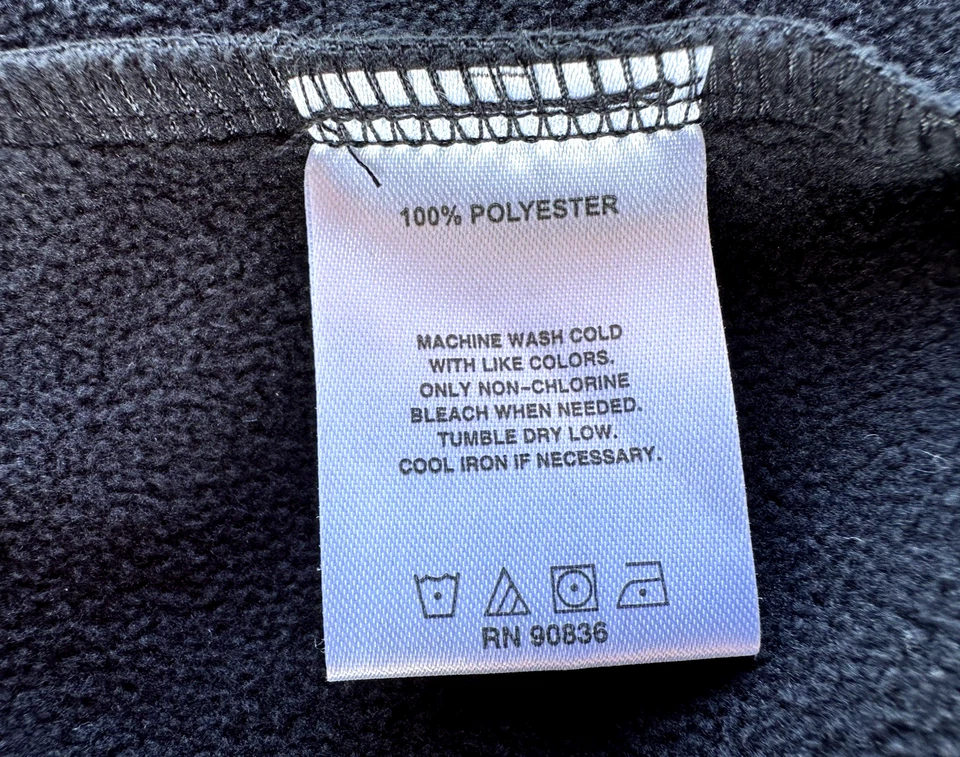 100% POLYESTER
MACHINE WASH COLD
WITH LIKE COLORS.
ONLY NON-CHLORINE
BLEACH WHEN NEEDED.
TUMBLE DRY LOW.
COOL IRON IF NECESSARY.
RN 90836